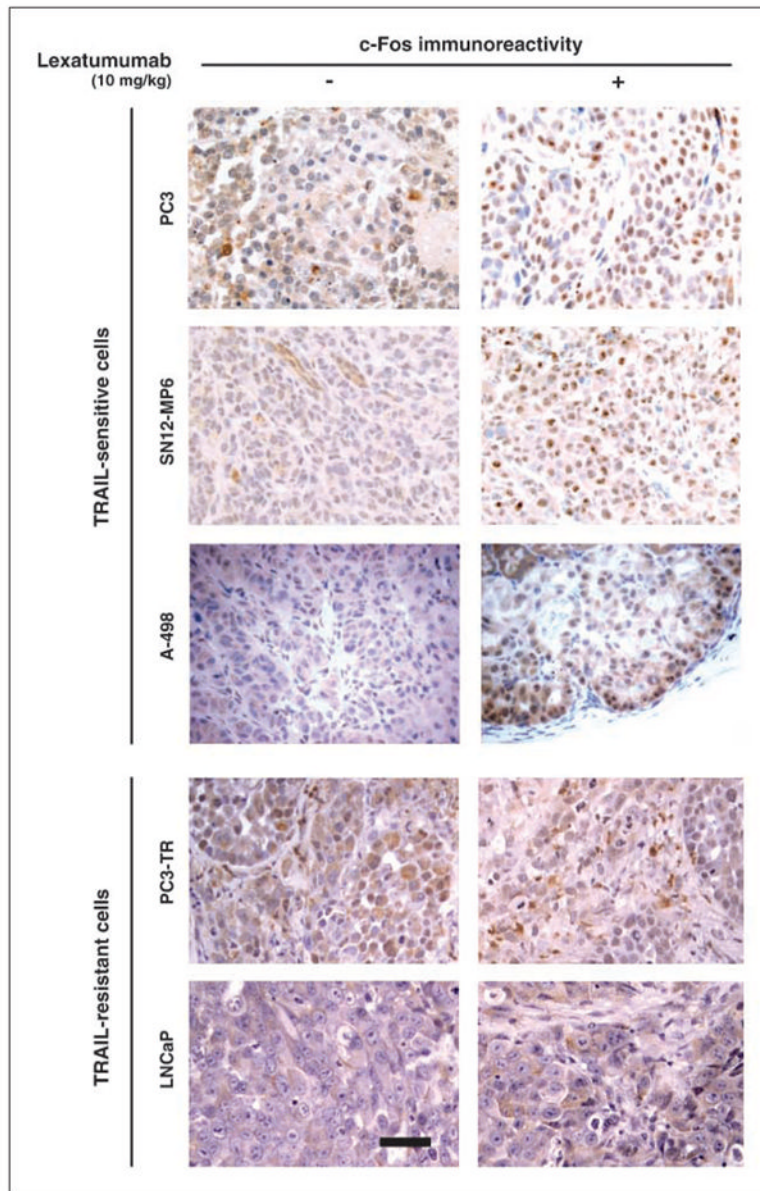 c-Fos immunoreactivity
Lexatumumab
(10 mg/kg)
-
+
TRAIL-sensitive cells
PC3
SN12-MP6
A-498
TRAIL-resistant cells
PC3-TR
LNCaP